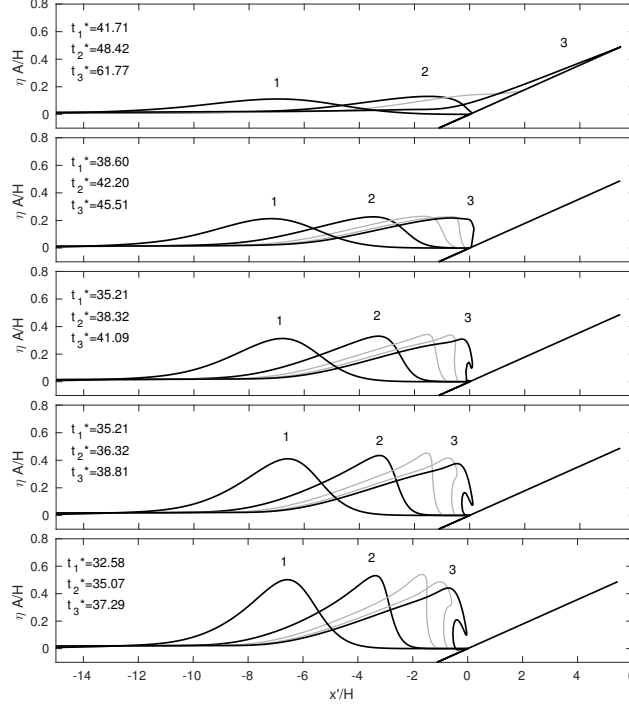 0.8
0.6
0.4
0.2
0
η A/H
t1*=41.71
t2*=48.42
t3*=61.77
1
2
3
0.8
0.6
0.4
0.2
0
η A/H
t1*=38.60
t2*=42.20
t3*=45.51
1
2
3
0.8
0.6
0.4
0.2
0
η A/H
t1*=35.21
t2*=38.32
t3*=41.09
1
2
3
0.8
0.6
0.4
0.2
0
η A/H
t1*=35.21
t2*=36.32
t3*=38.81
1
2
3
0.8
0.6
0.4
0.2
0
η A/H
t1*=32.58
t2*=35.07
t3*=37.29
1
2
3
-14 -12 -10 -8 -6 -4 -2 0 2 4
x'/H